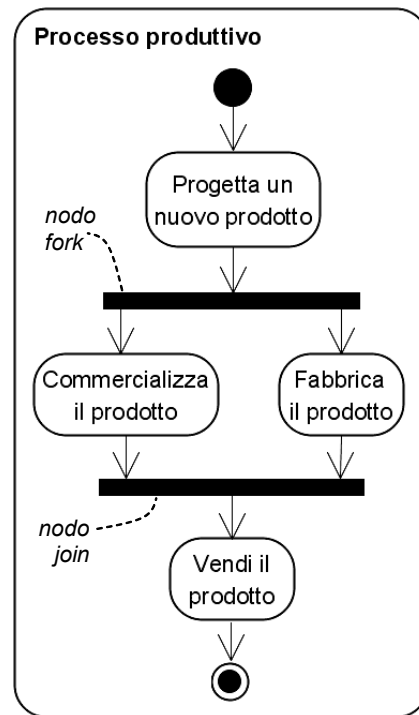 Processo produttivo
Progetta un
nuovo prodotto
nodo
fork
Commercializza
il prodotto
Fabbrica
il prodotto
nodo
join
Vendi il
prodotto